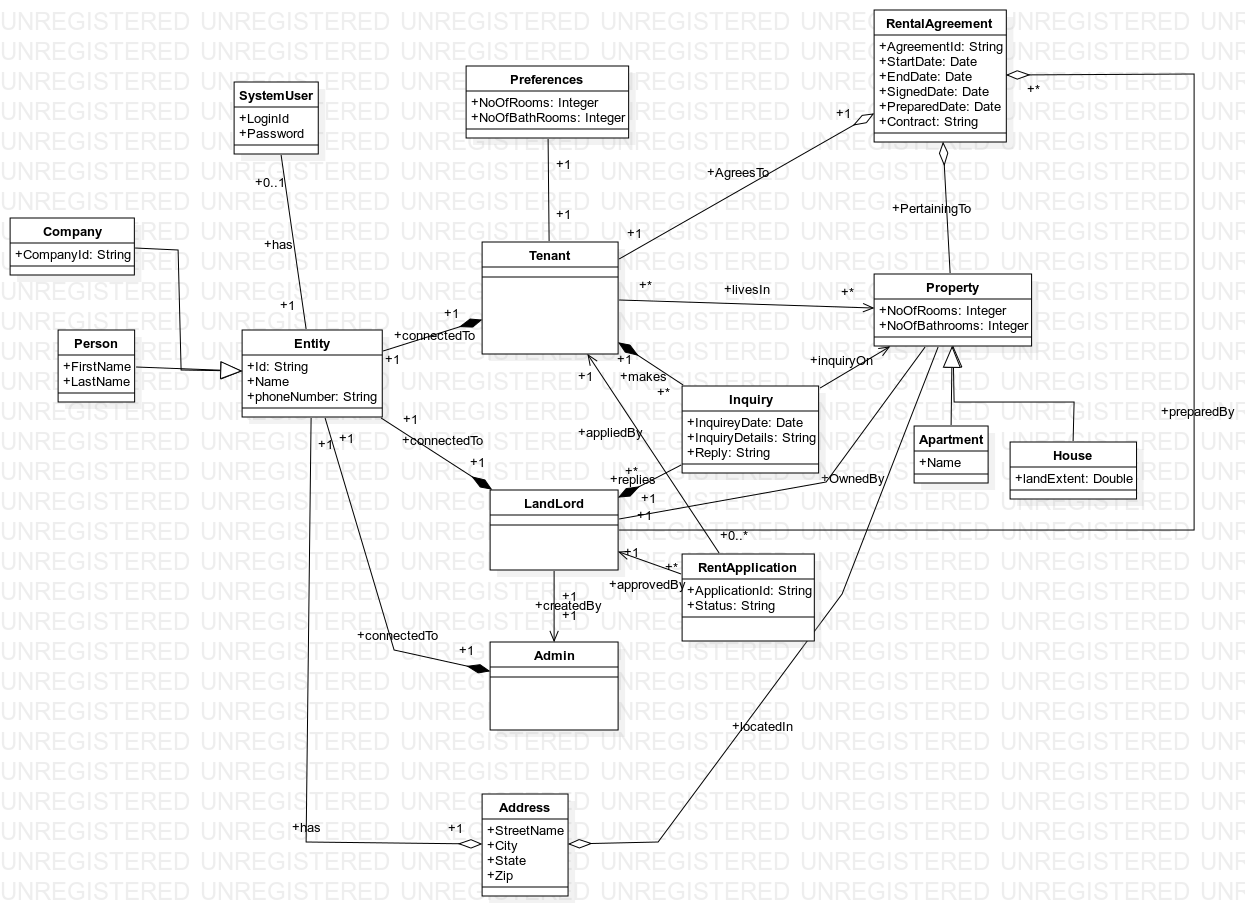 RentalAgreement
+AgreementId: String
+StartDate: Date
+EndDate: Date
+SignedDate: Date
+PreparedDate: Date
+Contract: String
+*
Preferences
+NoOfRooms: Integer
+NoOfBathRooms: Integer
SystemUser
+LoginId
+Password
+1
+1
+AgreesTo
+0..1
+PertainingTo
+1
+1
Company
+CompanyId: String
+has
Tenant
Property
+NoOfRooms: Integer
+NoOfBathrooms: Integer
+*
+livesIn
+*
+1
+1
Person
+FirstName
+LastName
Entity
+Id: String
+Name
+phoneNumber: String
+connectedTo
+1
+1
+makes
+*
+inquiryOn
+1
Inquiry
+InquireyDate: Date
+InquiryDetails: String
+Reply: String
+preparedBy
+1
+1
+1
+connectedTo
+appliedBy
Apartment
+Name
House
+landExtent: Double
+1
+*
+replies
+OwnedBy
+1
+1
LandLord
+0..*
+1
+*
RentApplication
+ApplicationId: String
+Status: String
+approvedBy
+1
+createdBy
+1
+connectedTo
+1
Admin
+locatedIn
Address
+StreetName
+City
+State
+Zip
+has
+1
UNREGISTERED